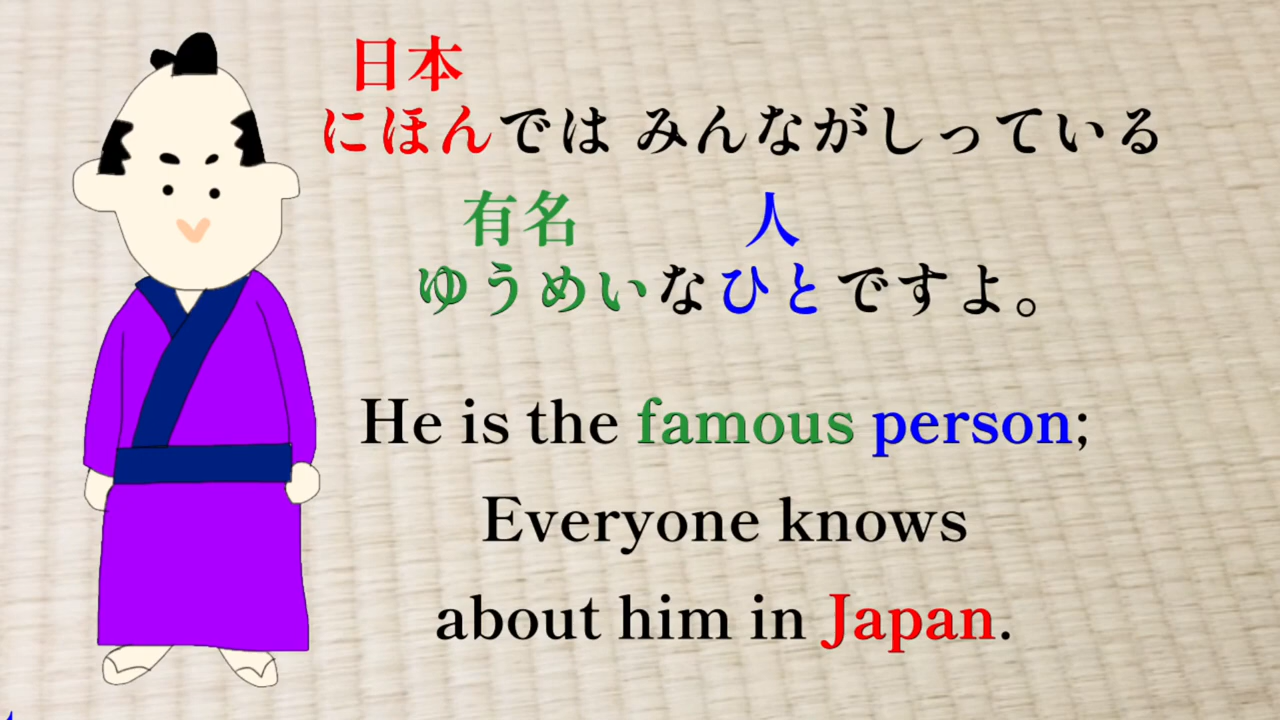 日本
にほんでは みんながしっている
有名 人
ゆうめいなひとですよ。
He is the famous person;
Everyone knows
about him in Japan.